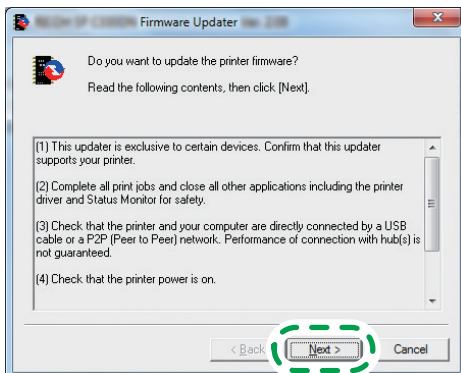 Firmware Updater
Do you want to update the printer firmware?
Read the following contents, then click [Next].
(1) This updater is exclusive to certain devices. Confirm that this updater
supports your printer.
(2) Complete all print jobs and close all other applications including the printer
driver and Status Monitor for safety.
(3) Check that the printer and your computer are directly connected by a USB
cable or a P2P (Peer to Peer) network. Performance of connection with hub(s) is
not guaranteed.
(4) Check that the printer power is on.
< Back Next > Cancel